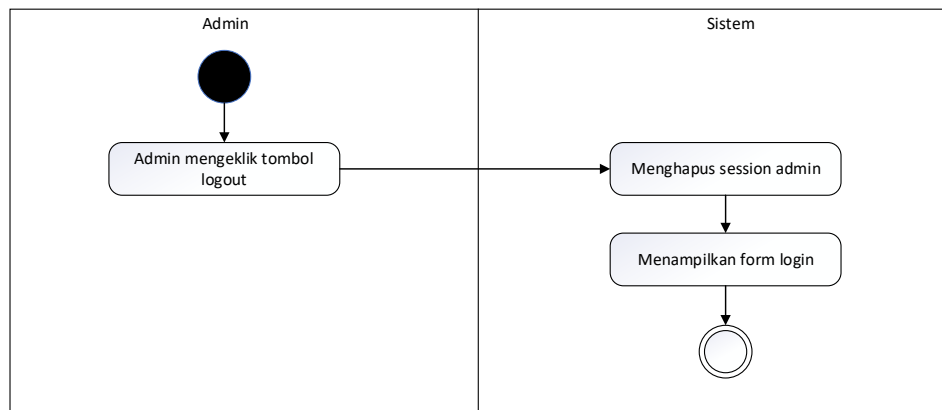 Admin
Sistem
Admin mengeklik tombol
logout
Menghapus session admin
Menampilkan form login